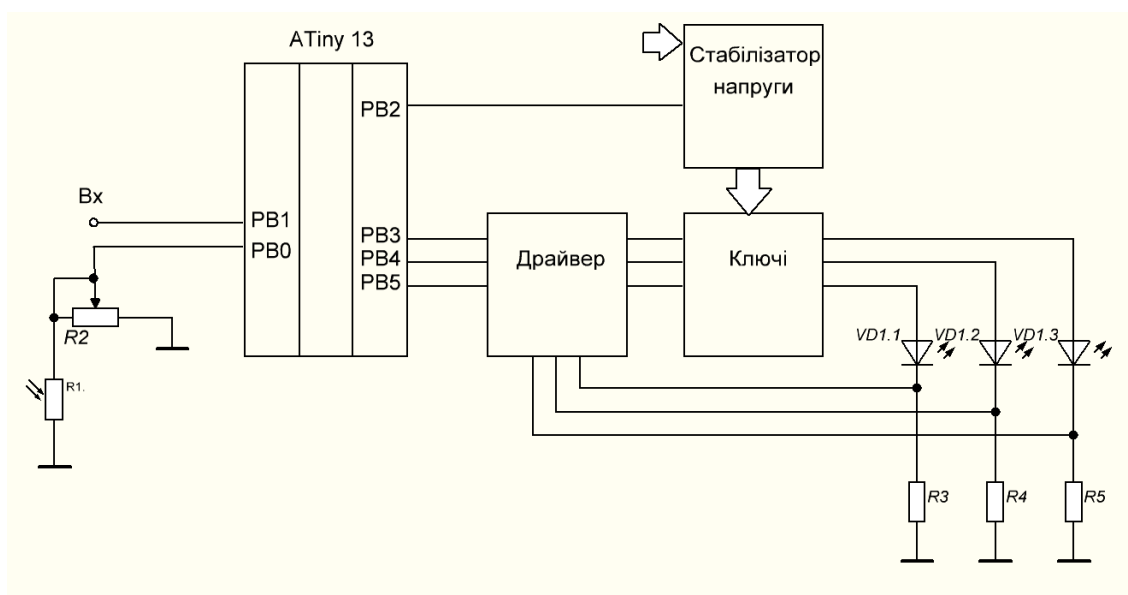 ATiny 13
Стабілізатор
напруги
PB2
Вх
PB1
PB0
PB3
PB4
PB5
Драйвер
Ключі
R2
R1.
VD1.1
VD1.2
VD1.3
R3
R4
R5